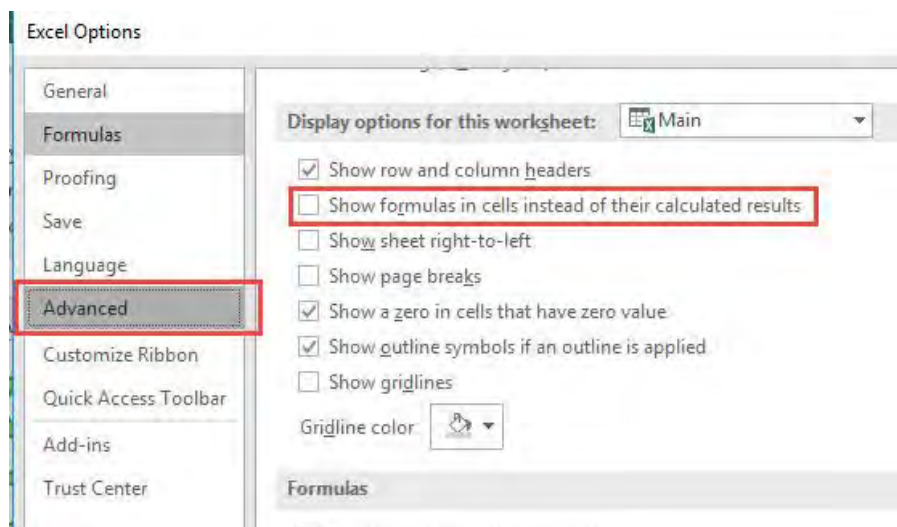 Excel Options
General
Formulas
Proofing
Save
Language
Advanced
Customize Ribbon
Quick Access Toolbar
Add-ins
Trust Center
Display options for this worksheet: Main
Show row and column headers
Show formulas in cells instead of their calculated results
Show sheet right-to-left
Show page breaks
Show a zero in cells that have zero value
Show outline symbols if an outline is applied
Show gridlines
Gridline color
Formulas